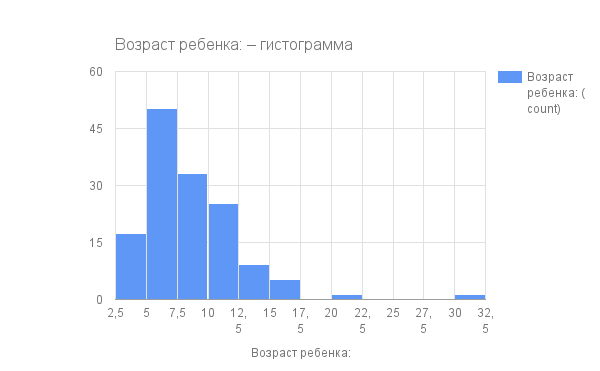 Возраст ребенка: – гистограмма
Возраст
ребенка: (
count)
60
45
30
15
0
2,5 5 7,5 10 12, 15 17, 20 22, 25 27, 30 32,
5 5 5 5 5
Возраст ребенка: